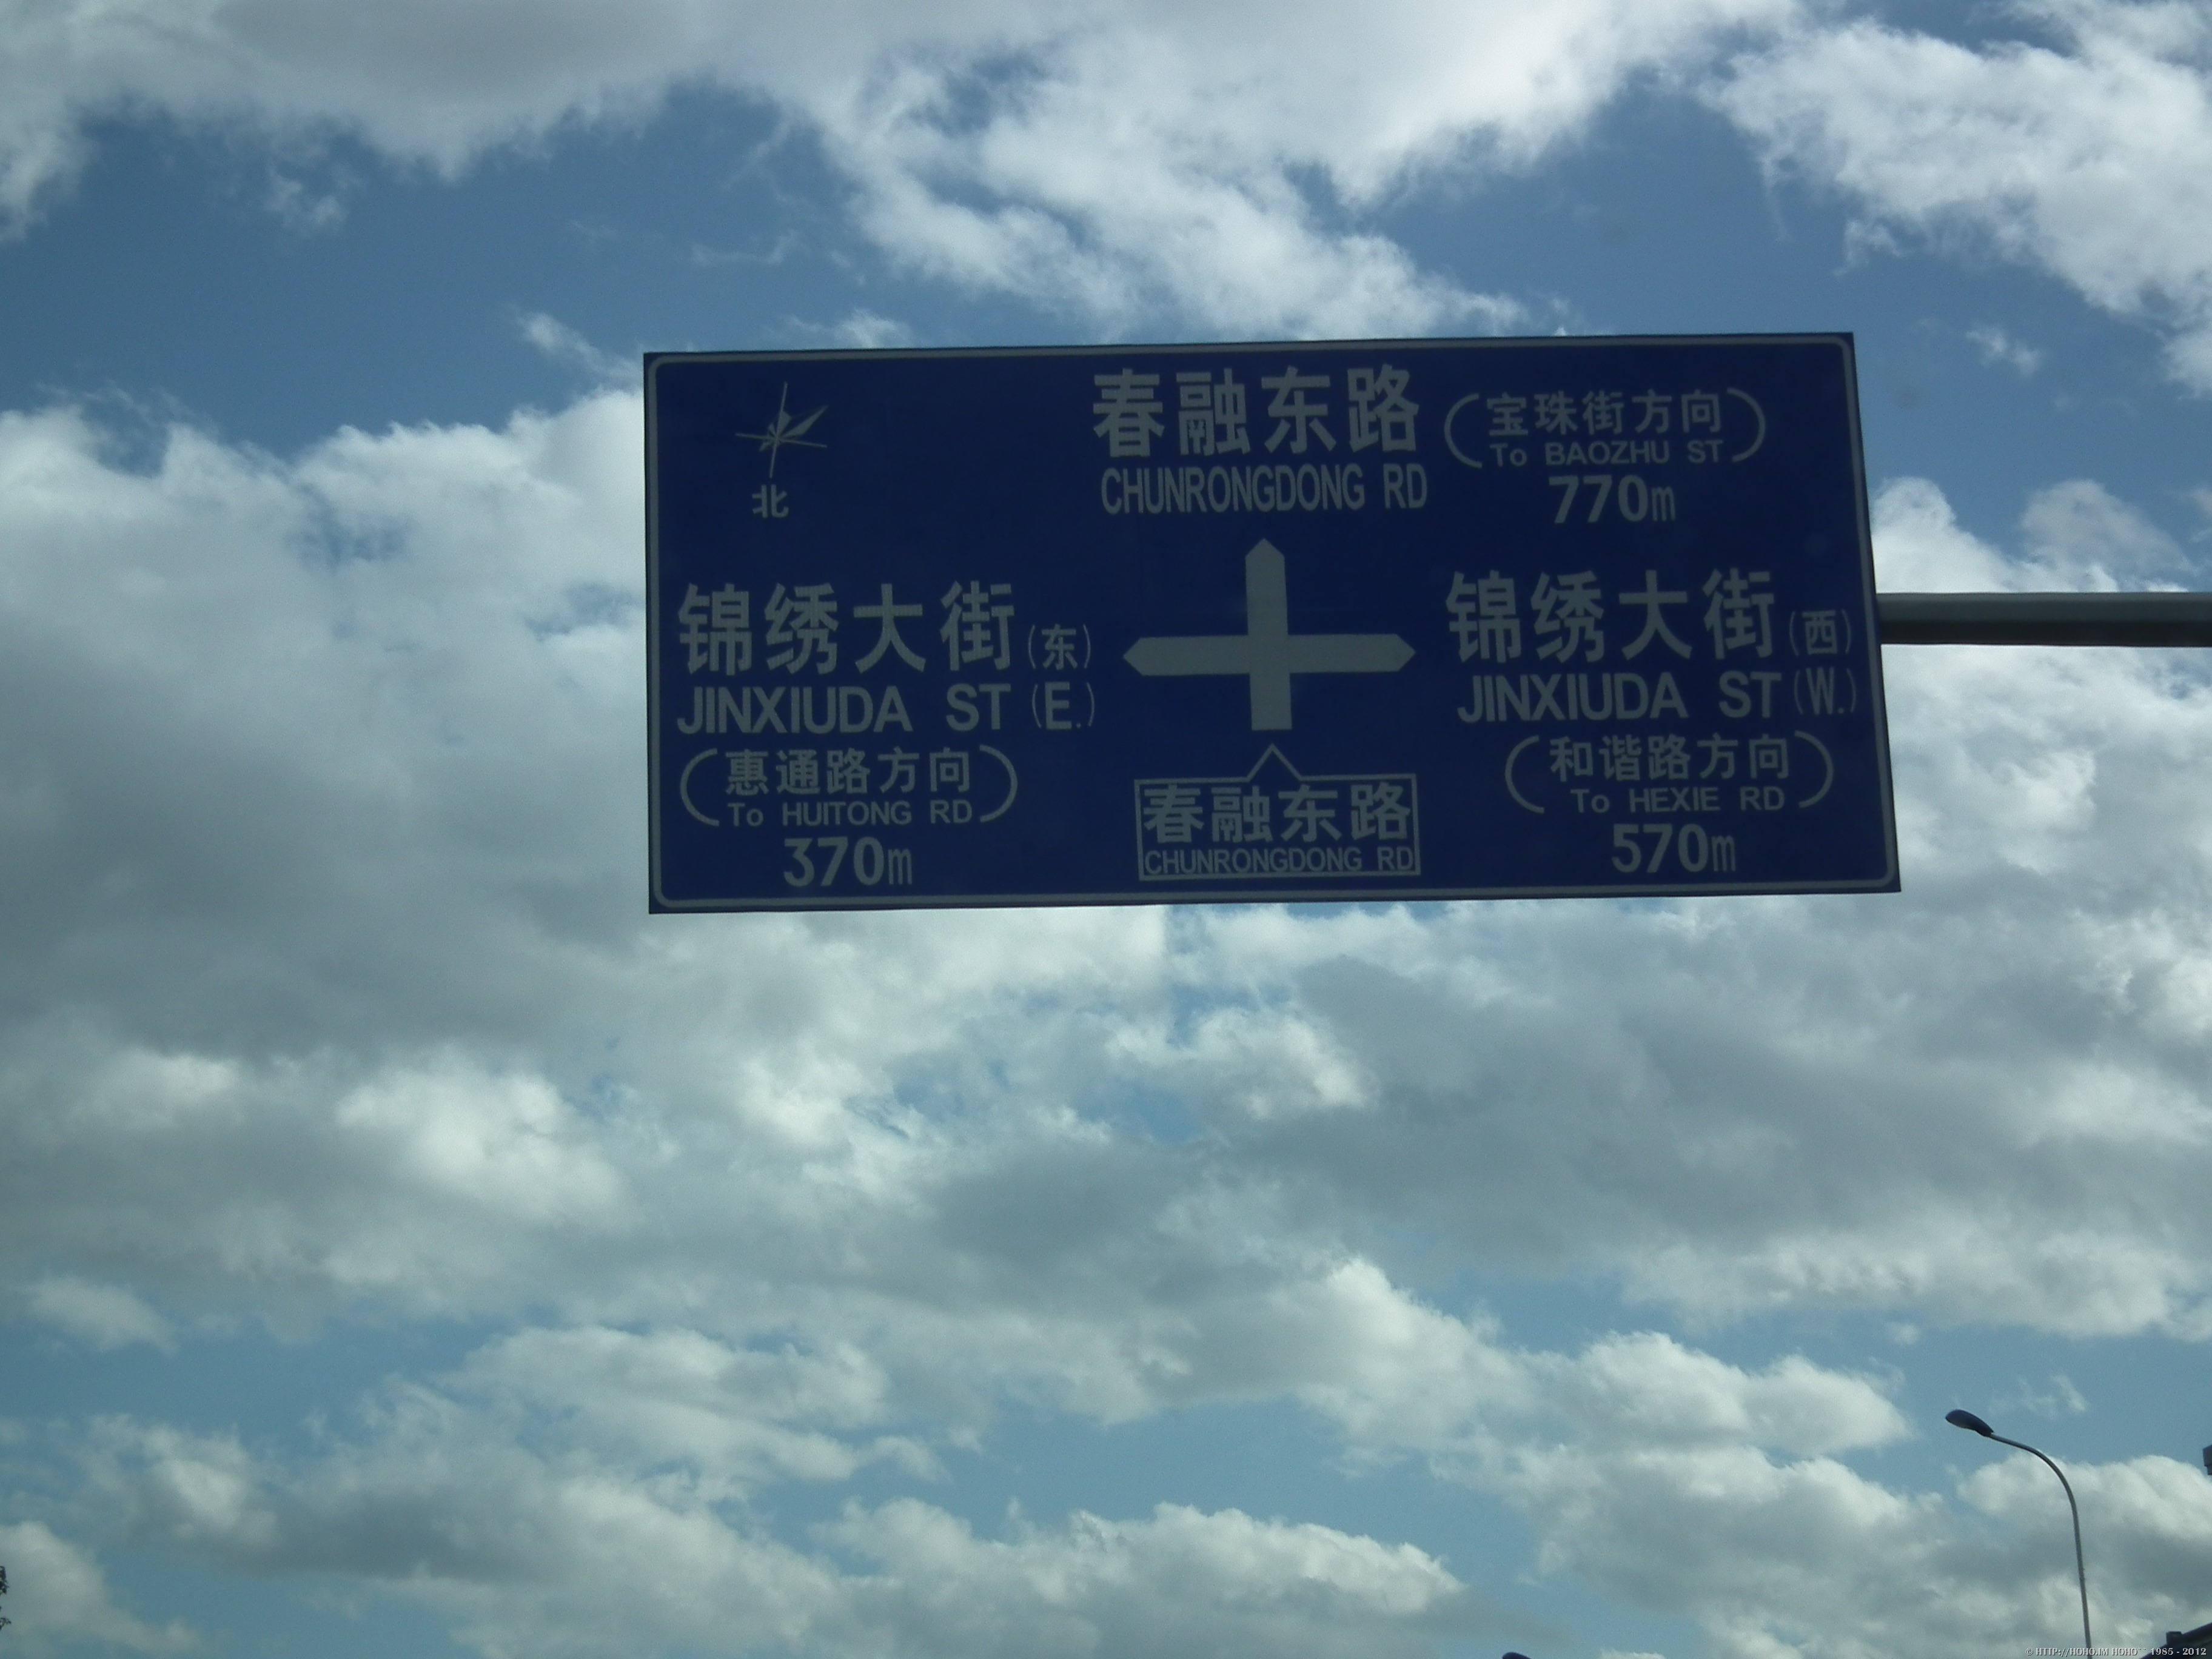 春融东路
CHUNRONGDONG RD
(宝珠街方向)
To BAOZHU ST
770m
北
锦绣大街(东)
JINXIUDA ST(E.)
(惠通路方向)
To HUITONG RD
370m
锦绣大街(西)
JINXIUDA ST(W.)
(和谐路方向)
To HEXIE RD
570m
春融东路
CHUNRONGDONG RD